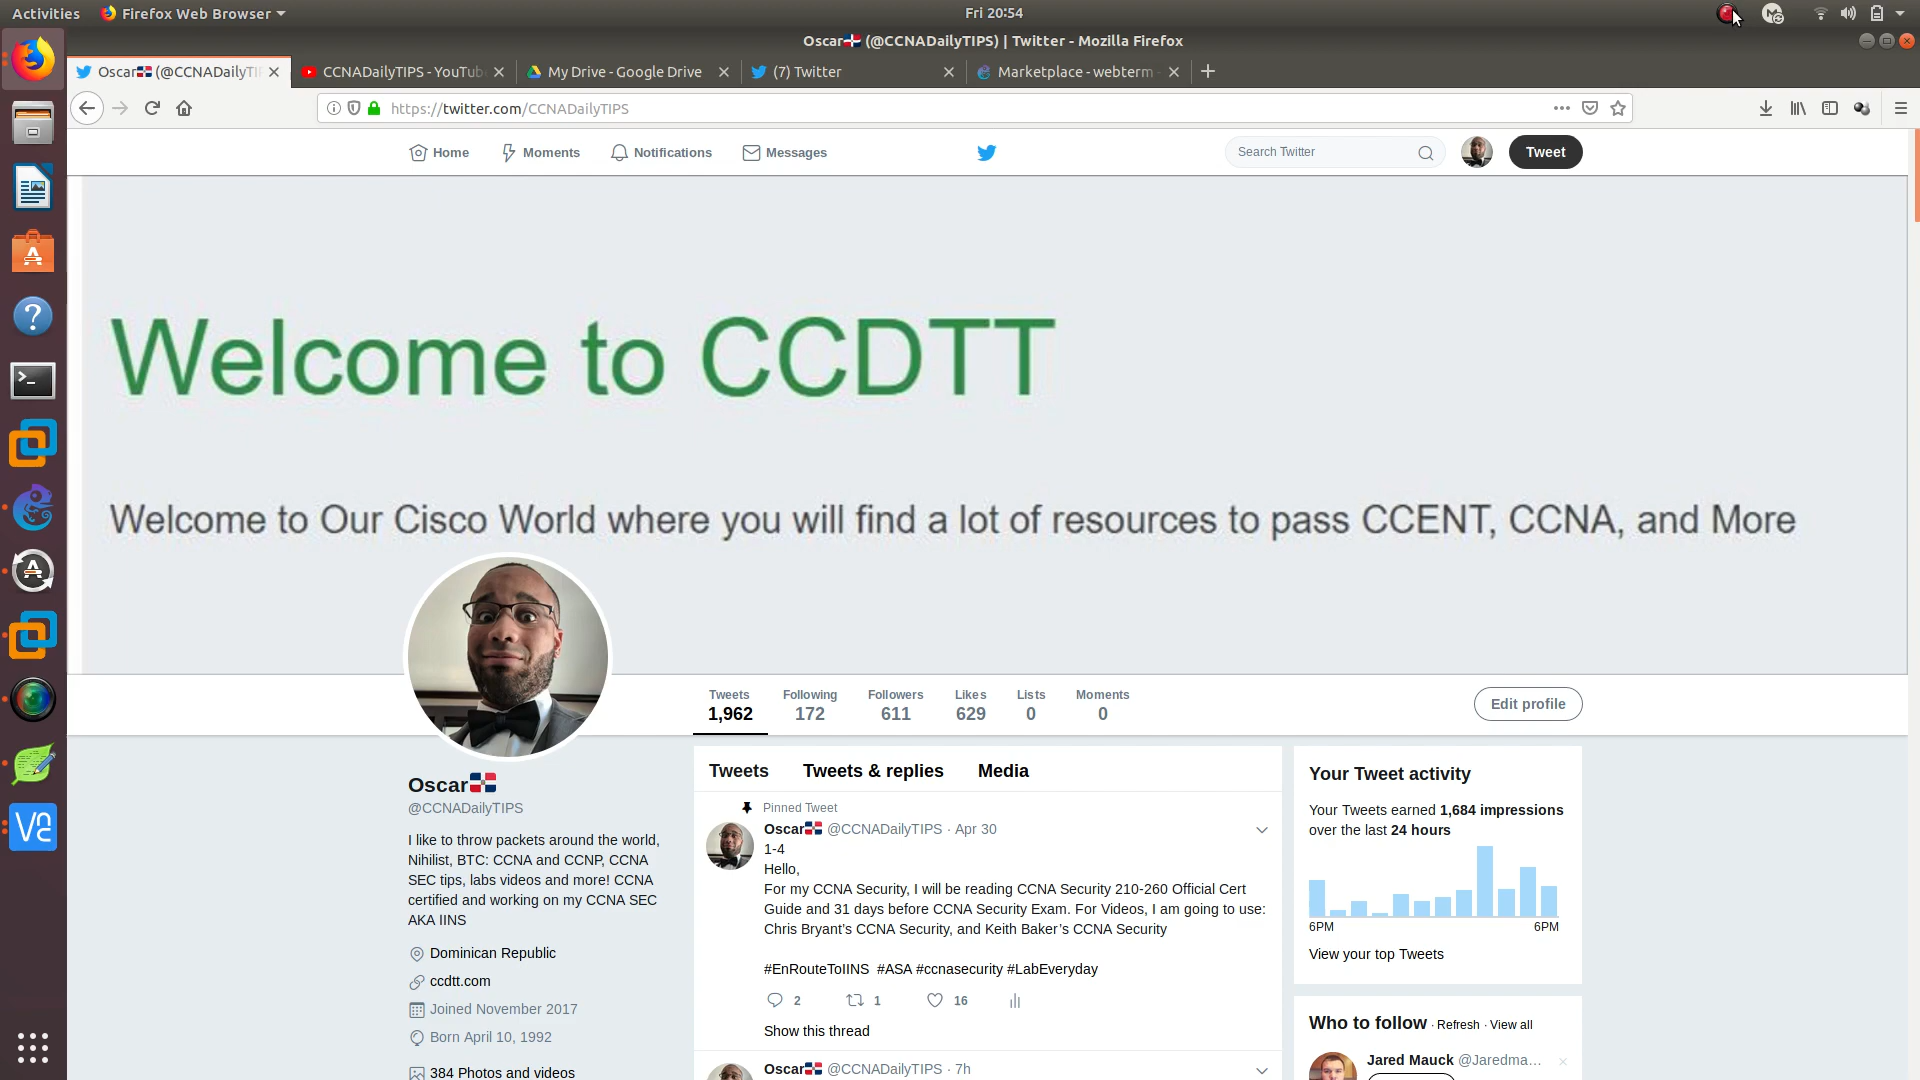 Activities
Firefox Web Browser
Fri 20:54
Oscar🇩🇴 (@CCNADailyTIPS) | Twitter - Mozilla Firefox
Oscar🇩🇴 (@CCNADailyTI
CCNADailyTIPS - YouTub
My Drive - Google Drive
(7) Twitter
Marketplace - webterm -
https://twitter.com/CCNADailyTIPS
Home
Moments
Notifications
Messages
Search Twitter
Tweet
Welcome to CCDTT
Welcome to Our Cisco World where you will find a lot of resources to pass CCENT, CCNA, and More
Tweets
1,962
Following
172
Followers
611
Likes
629
Lists
0
Moments
0
Edit profile
Oscar🇩🇴
@CCNADailyTIPS
I like to throw packets around the world,
Nihilist, BTC: CCNA and CCNP, CCNA
SEC tips, labs videos and more! CCNA
certified and working on my CCNA SEC
AKA IINS
Dominican Republic
ccdtt.com
Joined November 2017
Born April 10, 1992
384 Photos and videos
Tweets
Tweets & replies
Media
Pinned Tweet
Oscar🇩🇴 @CCNADailyTIPS · Apr 30
1-4
Hello,
For my CCNA Security, I will be reading CCNA Security 210-260 Official Cert
Guide and 31 days before CCNA Security Exam. For Videos, I am going to use:
Chris Bryant’s CCNA Security, and Keith Baker’s CCNA Security
#EnRouteToIINS #ASA #ccnasecurity #LabEveryday
2
1
16
Show this thread
Oscar🇩🇴 @CCNADailyTIPS · 7h
Your Tweet activity
Your Tweets earned 1,684 impressions
over the last 24 hours
6PM
6PM
View your top Tweets
Who to follow · Refresh · View all
Jared Mauck @Jaredma...